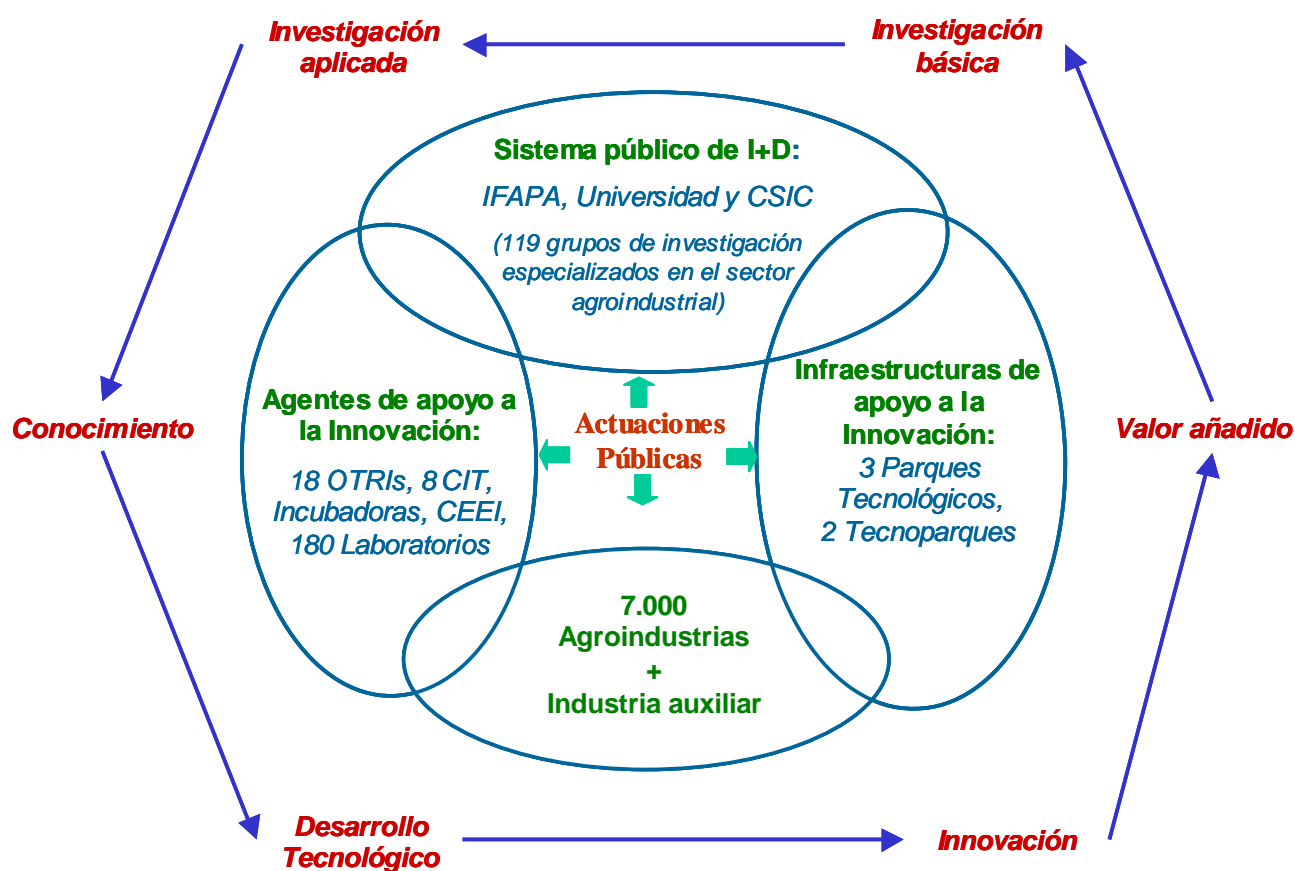 Investigación
aplicada
Investigación
básica
Sistema público de I+D:
IFAPA, Universidad y CSIC
(119 grupos de investigación
especializados en el sector
agroindustrial)
Agentes de apoyo a
la Innovación:
18 OTRIs, 8 CIT,
Incubadoras, CEEI,
180 Laboratorios
Actuaciones
Públicas
Infraestructuras de
apoyo a la
Innovación:
3 Parques
Tecnológicos,
2 Tecnoparques
Conocimiento
Valor añadido
7.000
Agroindustrias
+
Industria auxiliar
Desarrollo
Tecnológico
Innovación